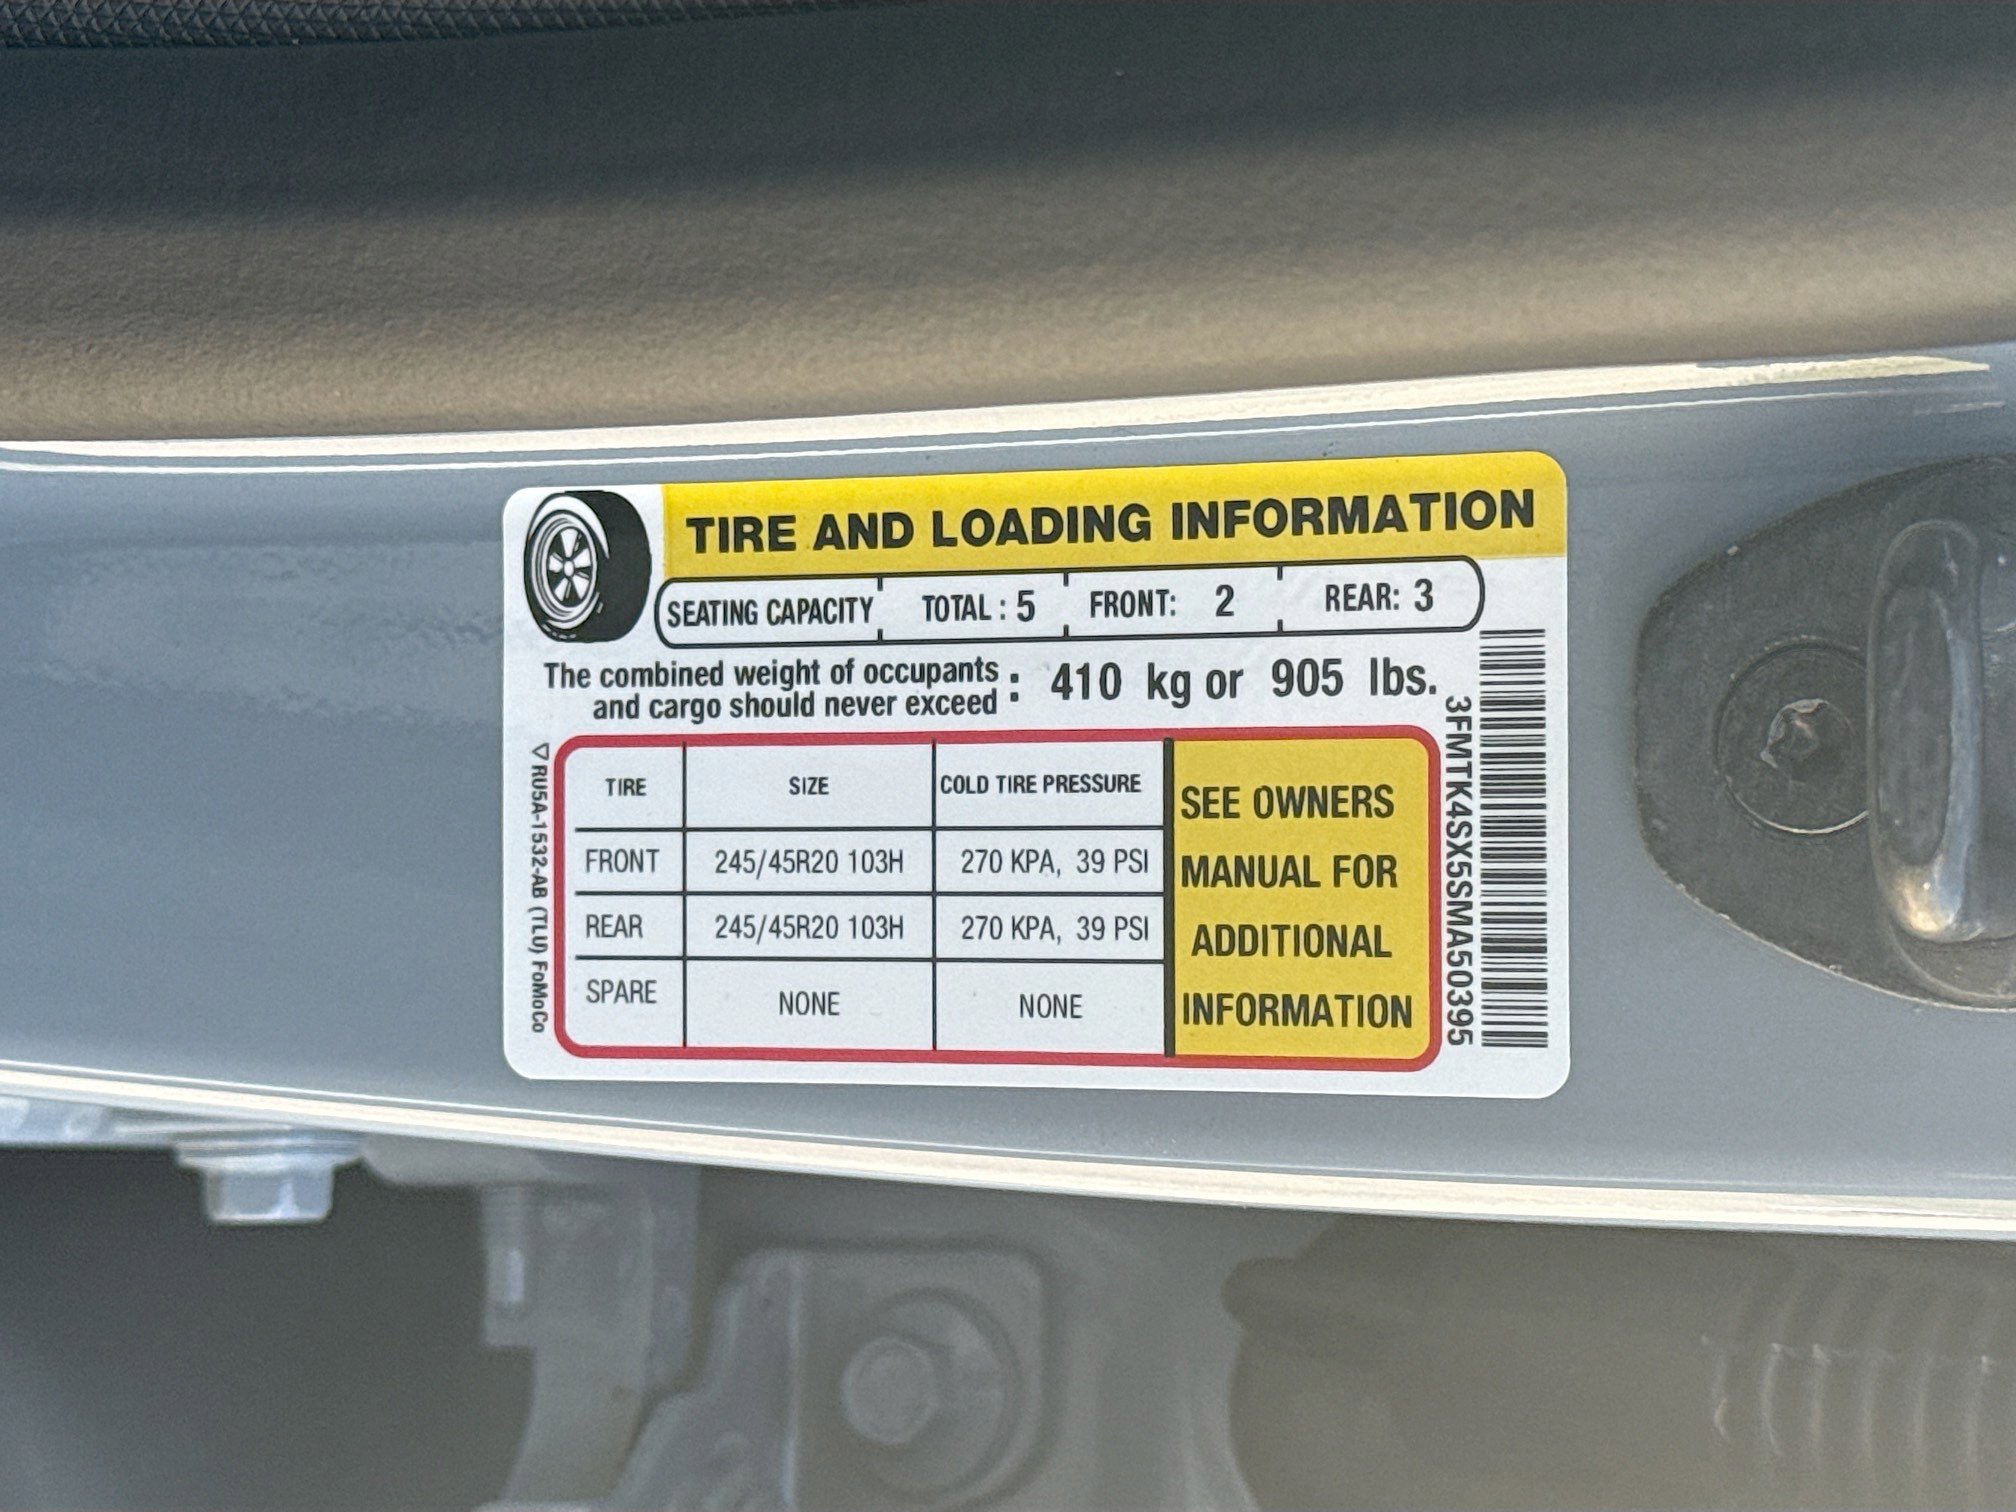 TIRE AND LOADING INFORMATION
SEATING CAPACITY TOTAL : 5 FRONT: 2 REAR: 3
The combined weight of occupants
and cargo should never exceed : 410 kg or 905 lbs.
TIRE SIZE COLD TIRE PRESSURE
FRONT 245/45R20 103H 270 KPA, 39 PSI
REAR 245/45R20 103H 270 KPA, 39 PSI
SPARE NONE NONE
SEE OWNERS
MANUAL FOR
ADDITIONAL
INFORMATION
3FMTK4SX5SMA50395
▽ RU5A-1532-AB (TLU) FoMoCo